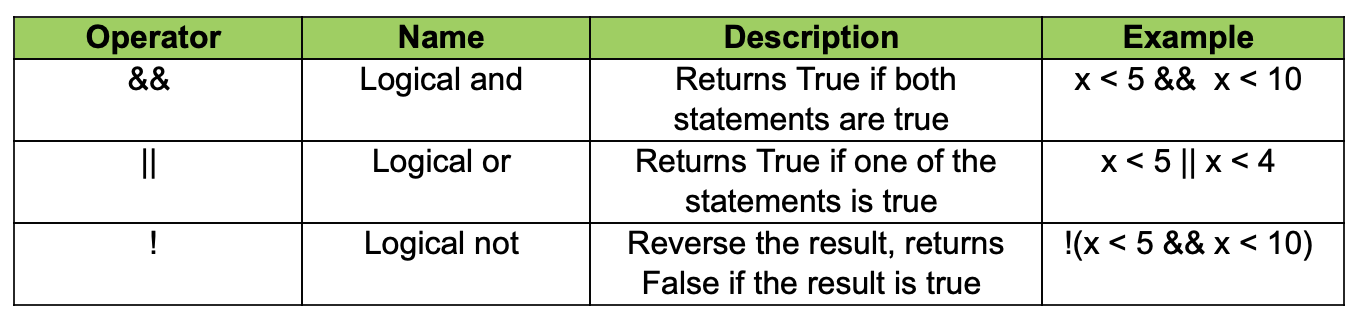 Operator Name Description Example
&& Logical and Returns True if both statements are true x < 5 && x < 10
|| Logical or Returns True if one of the statements is true x < 5 || x < 4
! Logical not Reverse the result, returns False if the result is true !(x < 5 && x < 10)